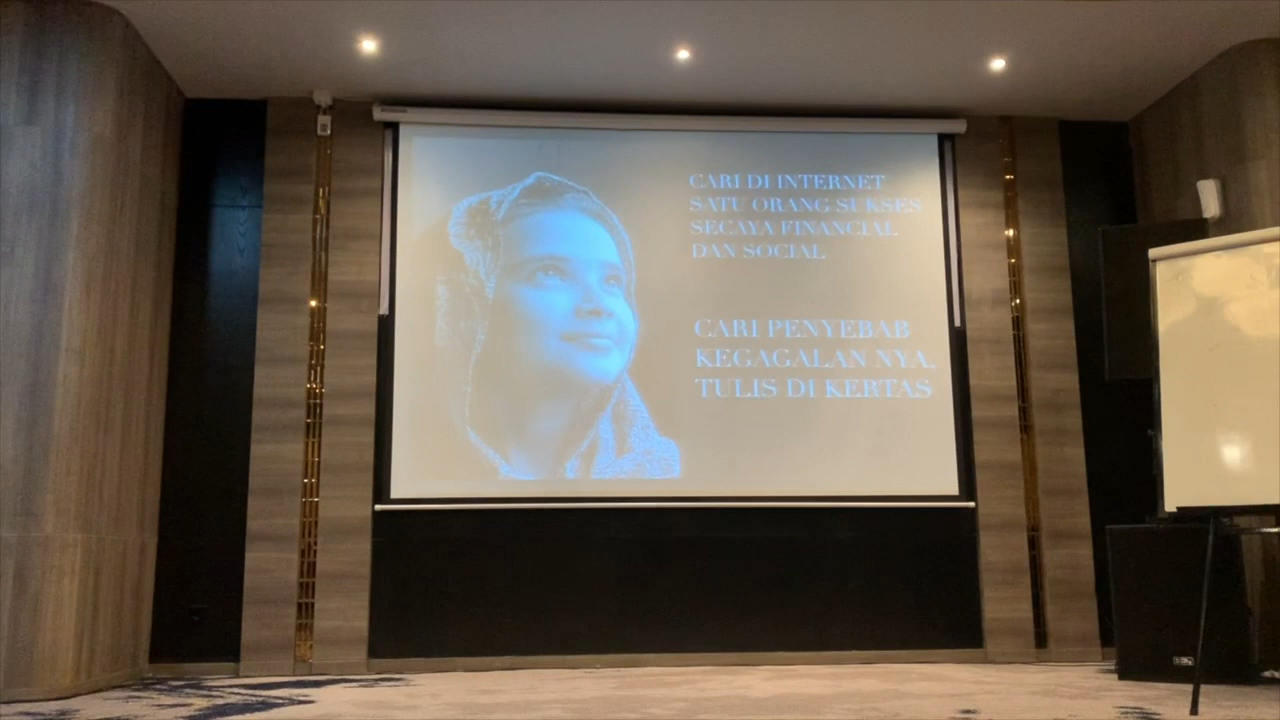 CARI DI INTERNET
SATU ORANG SUKSES
SECAYA FINANCIAL
DAN SOCIAL
CARI PENYEBAB
KEGAGALAN NYA.
TULIS DI KERTAS